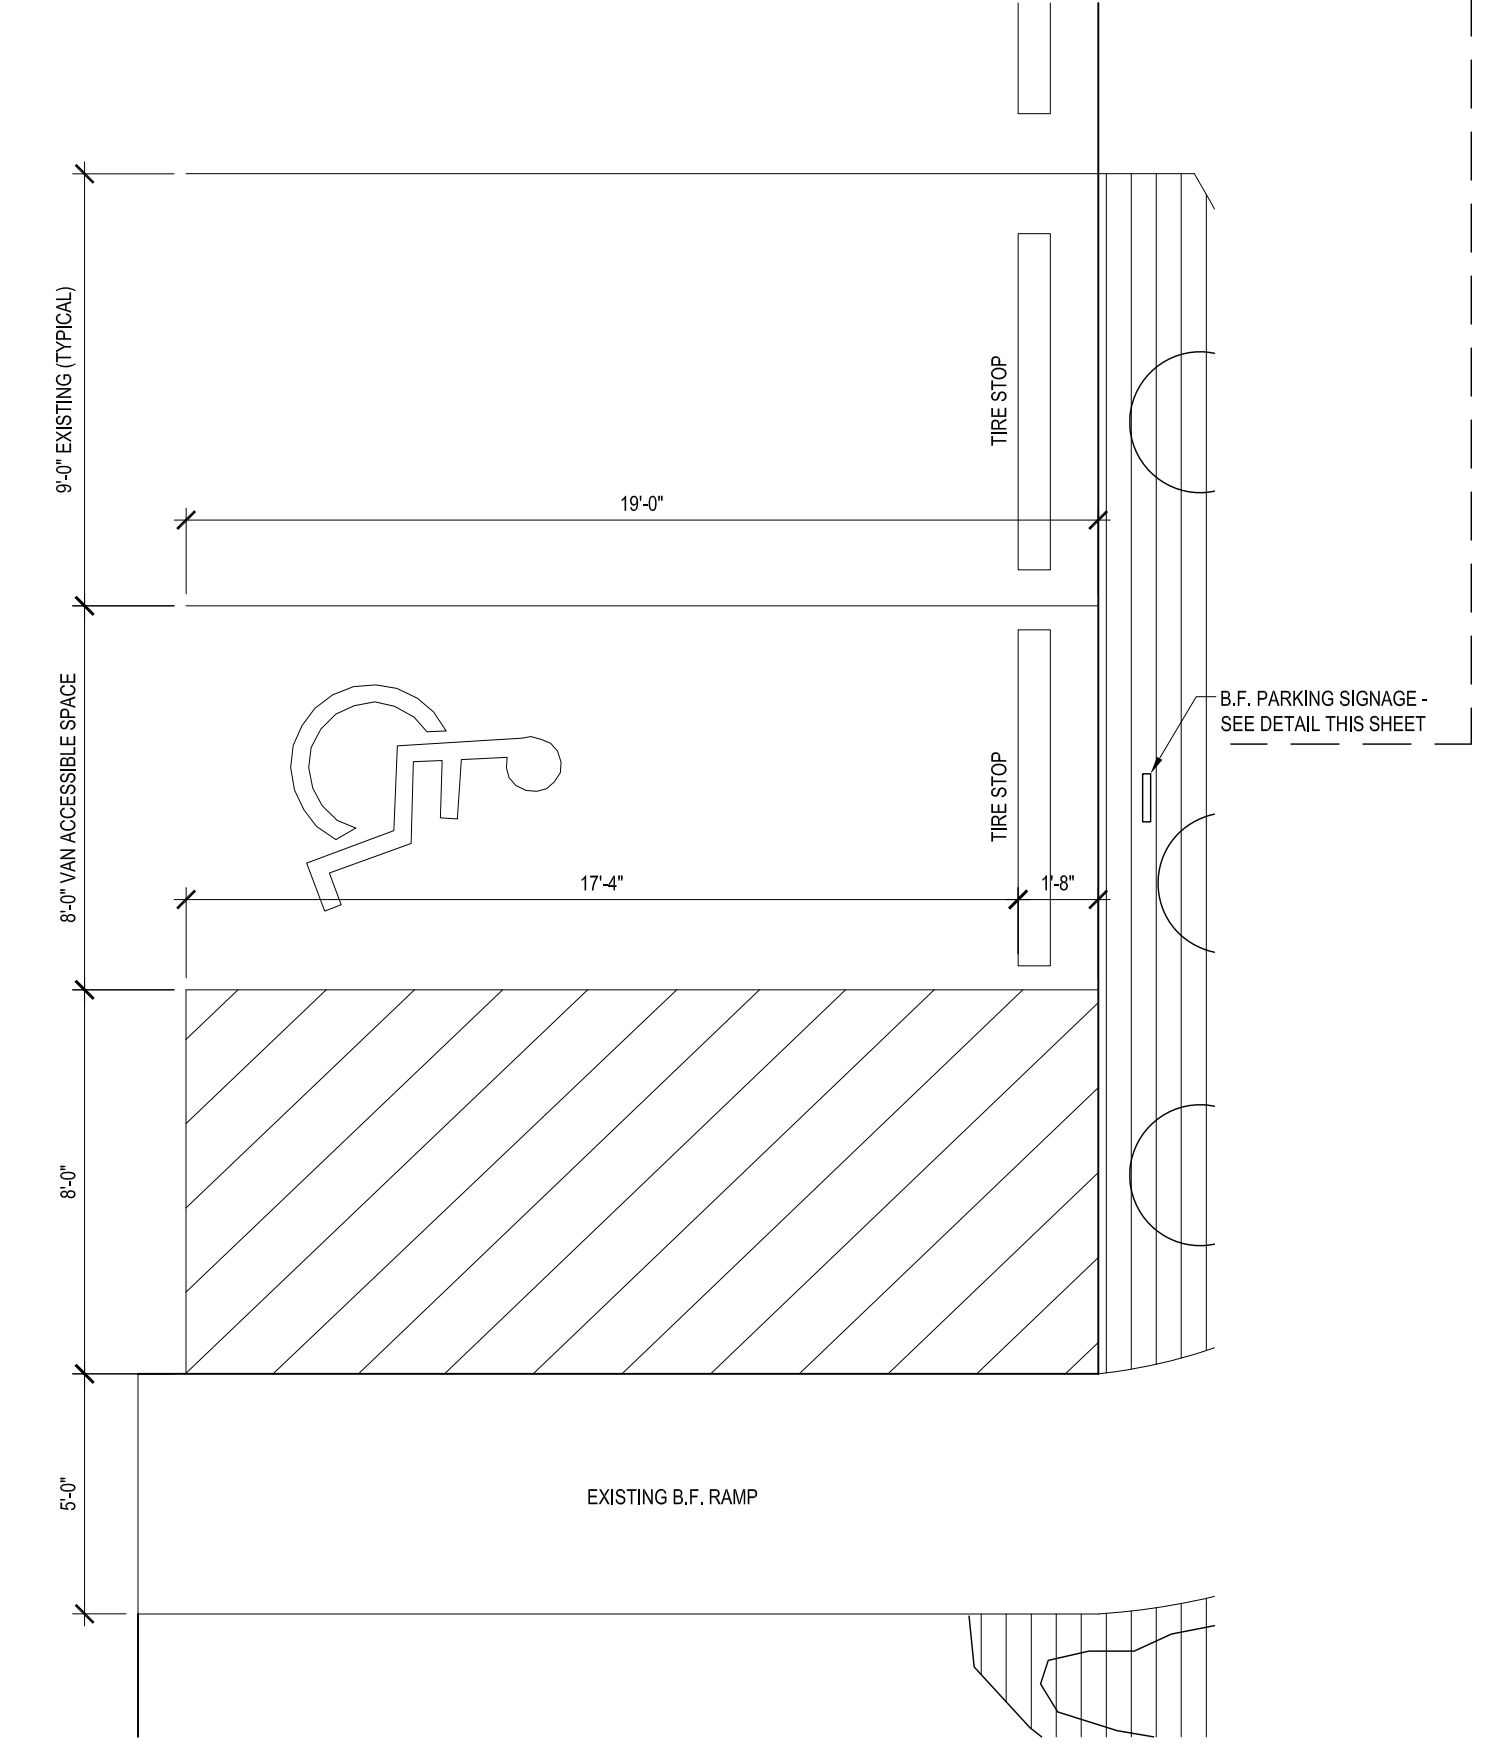 9'-0" EXISTING (TYPICAL)
TIRE STOP
19'-0"
8'-0" VAN ACCESSIBLE SPACE
TIRE STOP
B.F. PARKING SIGNAGE -
SEE DETAIL THIS SHEET
17'-4"
1'-8"
8'-0"
5'-0"
EXISTING B.F. RAMP